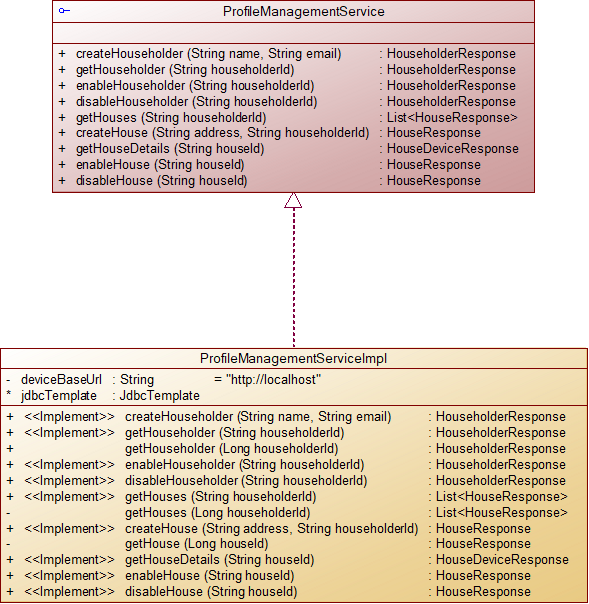 ProfileManagementService
+ createHouseholder (String name, String email) : HouseholderResponse
+ getHouseholder (String householderId) : HouseholderResponse
+ enableHouseholder (String householderId) : HouseholderResponse
+ disableHouseholder (String householderId) : HouseholderResponse
+ getHouses (String householderId) : List<HouseResponse>
+ createHouse (String address, String householderId) : HouseResponse
+ getHouseDetails (String houseId) : HouseDeviceResponse
+ enableHouse (String houseId) : HouseResponse
+ disableHouse (String houseId) : HouseResponse
ProfileManagementServiceImpl
- deviceBaseUrl : String = "http://localhost"
* jdbcTemplate : JdbcTemplate
+ <<Implement>> createHouseholder (String name, String email) : HouseholderResponse
+ <<Implement>> getHouseholder (String householderId) : HouseholderResponse
+ getHouseholder (Long householderId) : HouseholderResponse
+ <<Implement>> enableHouseholder (String householderId) : HouseholderResponse
+ <<Implement>> disableHouseholder (String householderId) : HouseholderResponse
+ <<Implement>> getHouses (String householderId) : List<HouseResponse>
- getHouses (Long householderId) : List<HouseResponse>
+ <<Implement>> createHouse (String address, String householderId) : HouseResponse
- getHouse (Long houseId) : HouseResponse
+ <<Implement>> getHouseDetails (String houseId) : HouseDeviceResponse
+ <<Implement>> enableHouse (String houseId) : HouseResponse
+ <<Implement>> disableHouse (String houseId) : HouseResponse